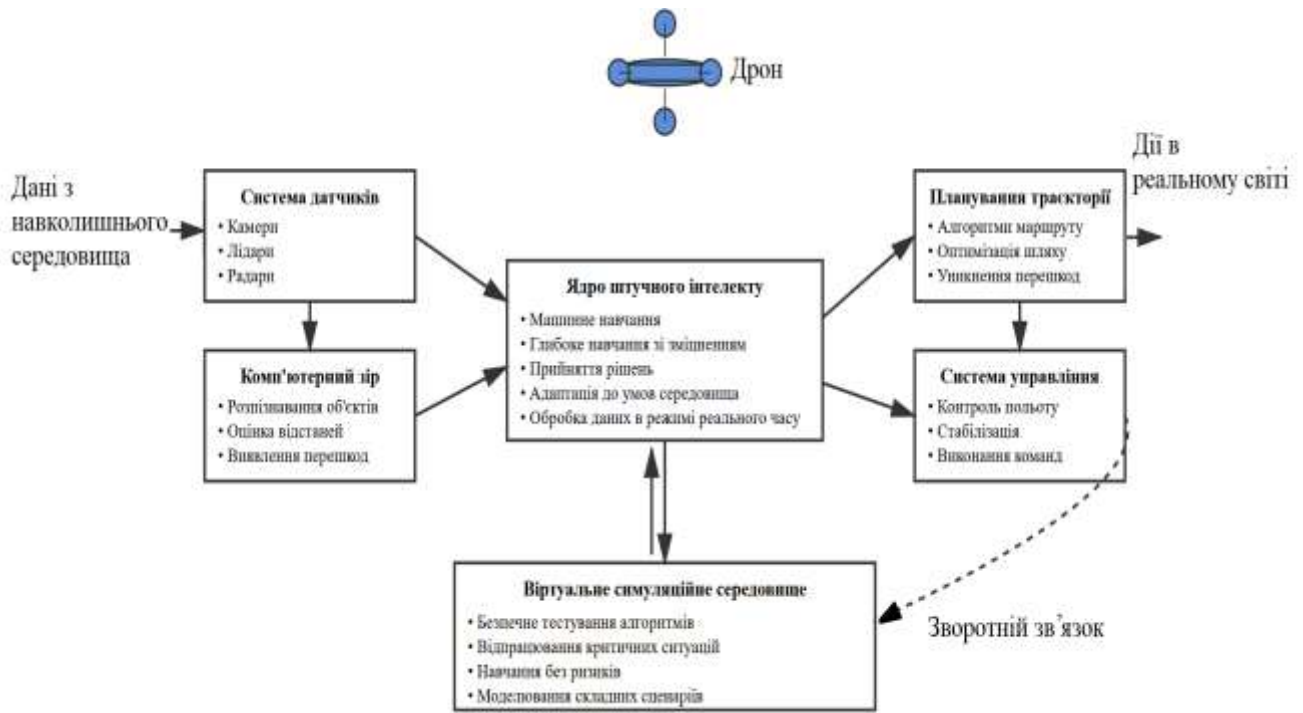 Дрон
Дані з
навколишнього
середовища
Система датчиків
• Камери
• Лідари
• Радари
Комп'ютерний зір
• Розпізнавання об'єктів
• Оцінка відстаней
• Виявлення перешкод
Ядро штучного інтелекту
• Машинне навчання
• Глибоке навчання зі зміцненням
• Прийняття рішень
• Адаптація до умов середовища
• Обробка даних в режимі реального часу
Дії в
реальному світі
Планування траєкторії
• Алгоритми маршруту
• Оптимізація шляху
• Уникнення перешкод
Система управління
• Контроль польоту
• Стабілізація
• Виконання команд
Віртуальне симуляційне середовище
• Безпечне тестування алгоритмів
• Відпрацювання критичних ситуацій
• Навчання без ризиків
• Моделювання складних сценаріїв
Зворотній зв’язок